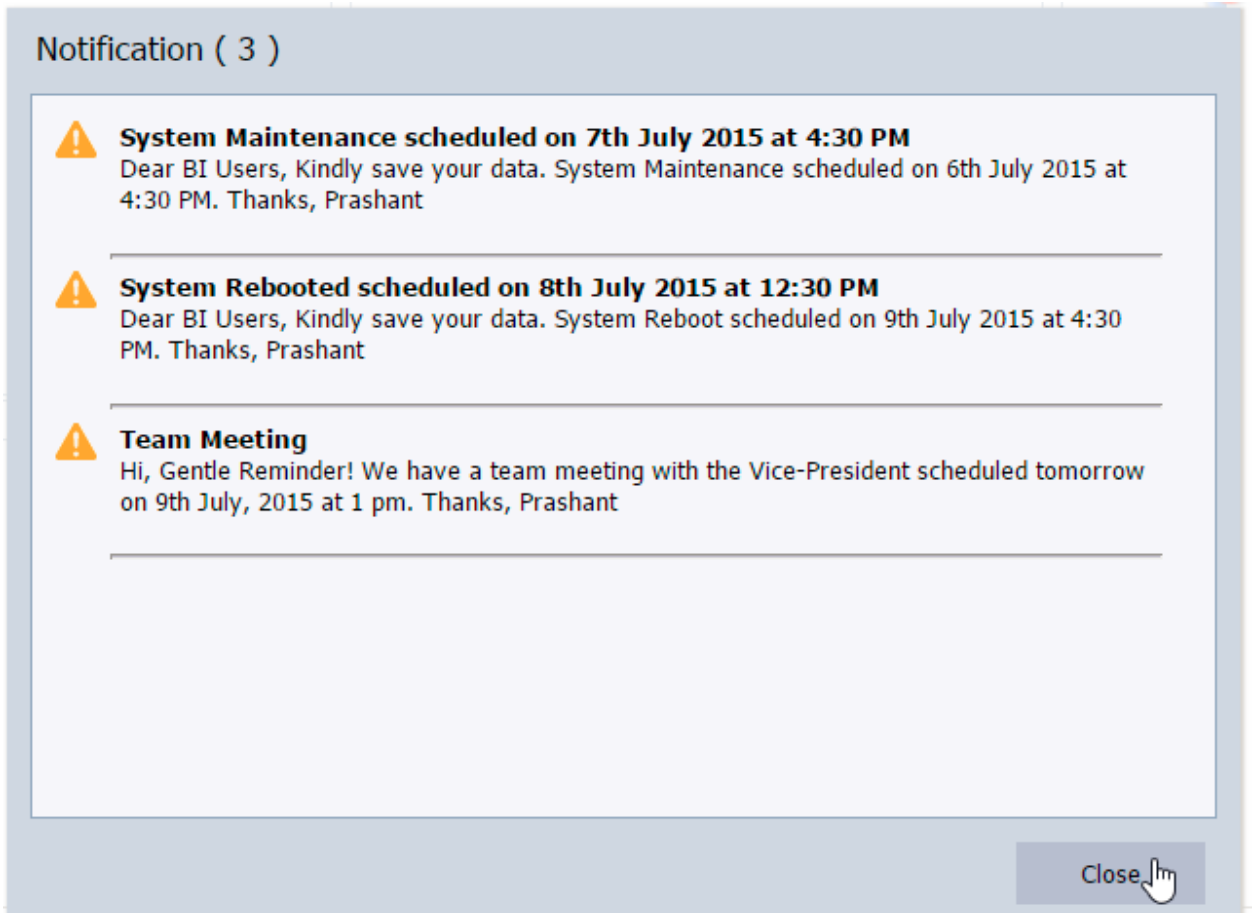 Notification ( 3 )
System Maintenance scheduled on 7th July 2015 at 4:30 PM
Dear BI Users, Kindly save your data. System Maintenance scheduled on 6th July 2015 at
4:30 PM. Thanks, Prashant
System Rebooted scheduled on 8th July 2015 at 12:30 PM
Dear BI Users, Kindly save your data. System Reboot scheduled on 9th July 2015 at 4:30
PM. Thanks, Prashant
Team Meeting
Hi, Gentle Reminder! We have a team meeting with the Vice-President scheduled tomorrow
on 9th July, 2015 at 1 pm. Thanks, Prashant
Close